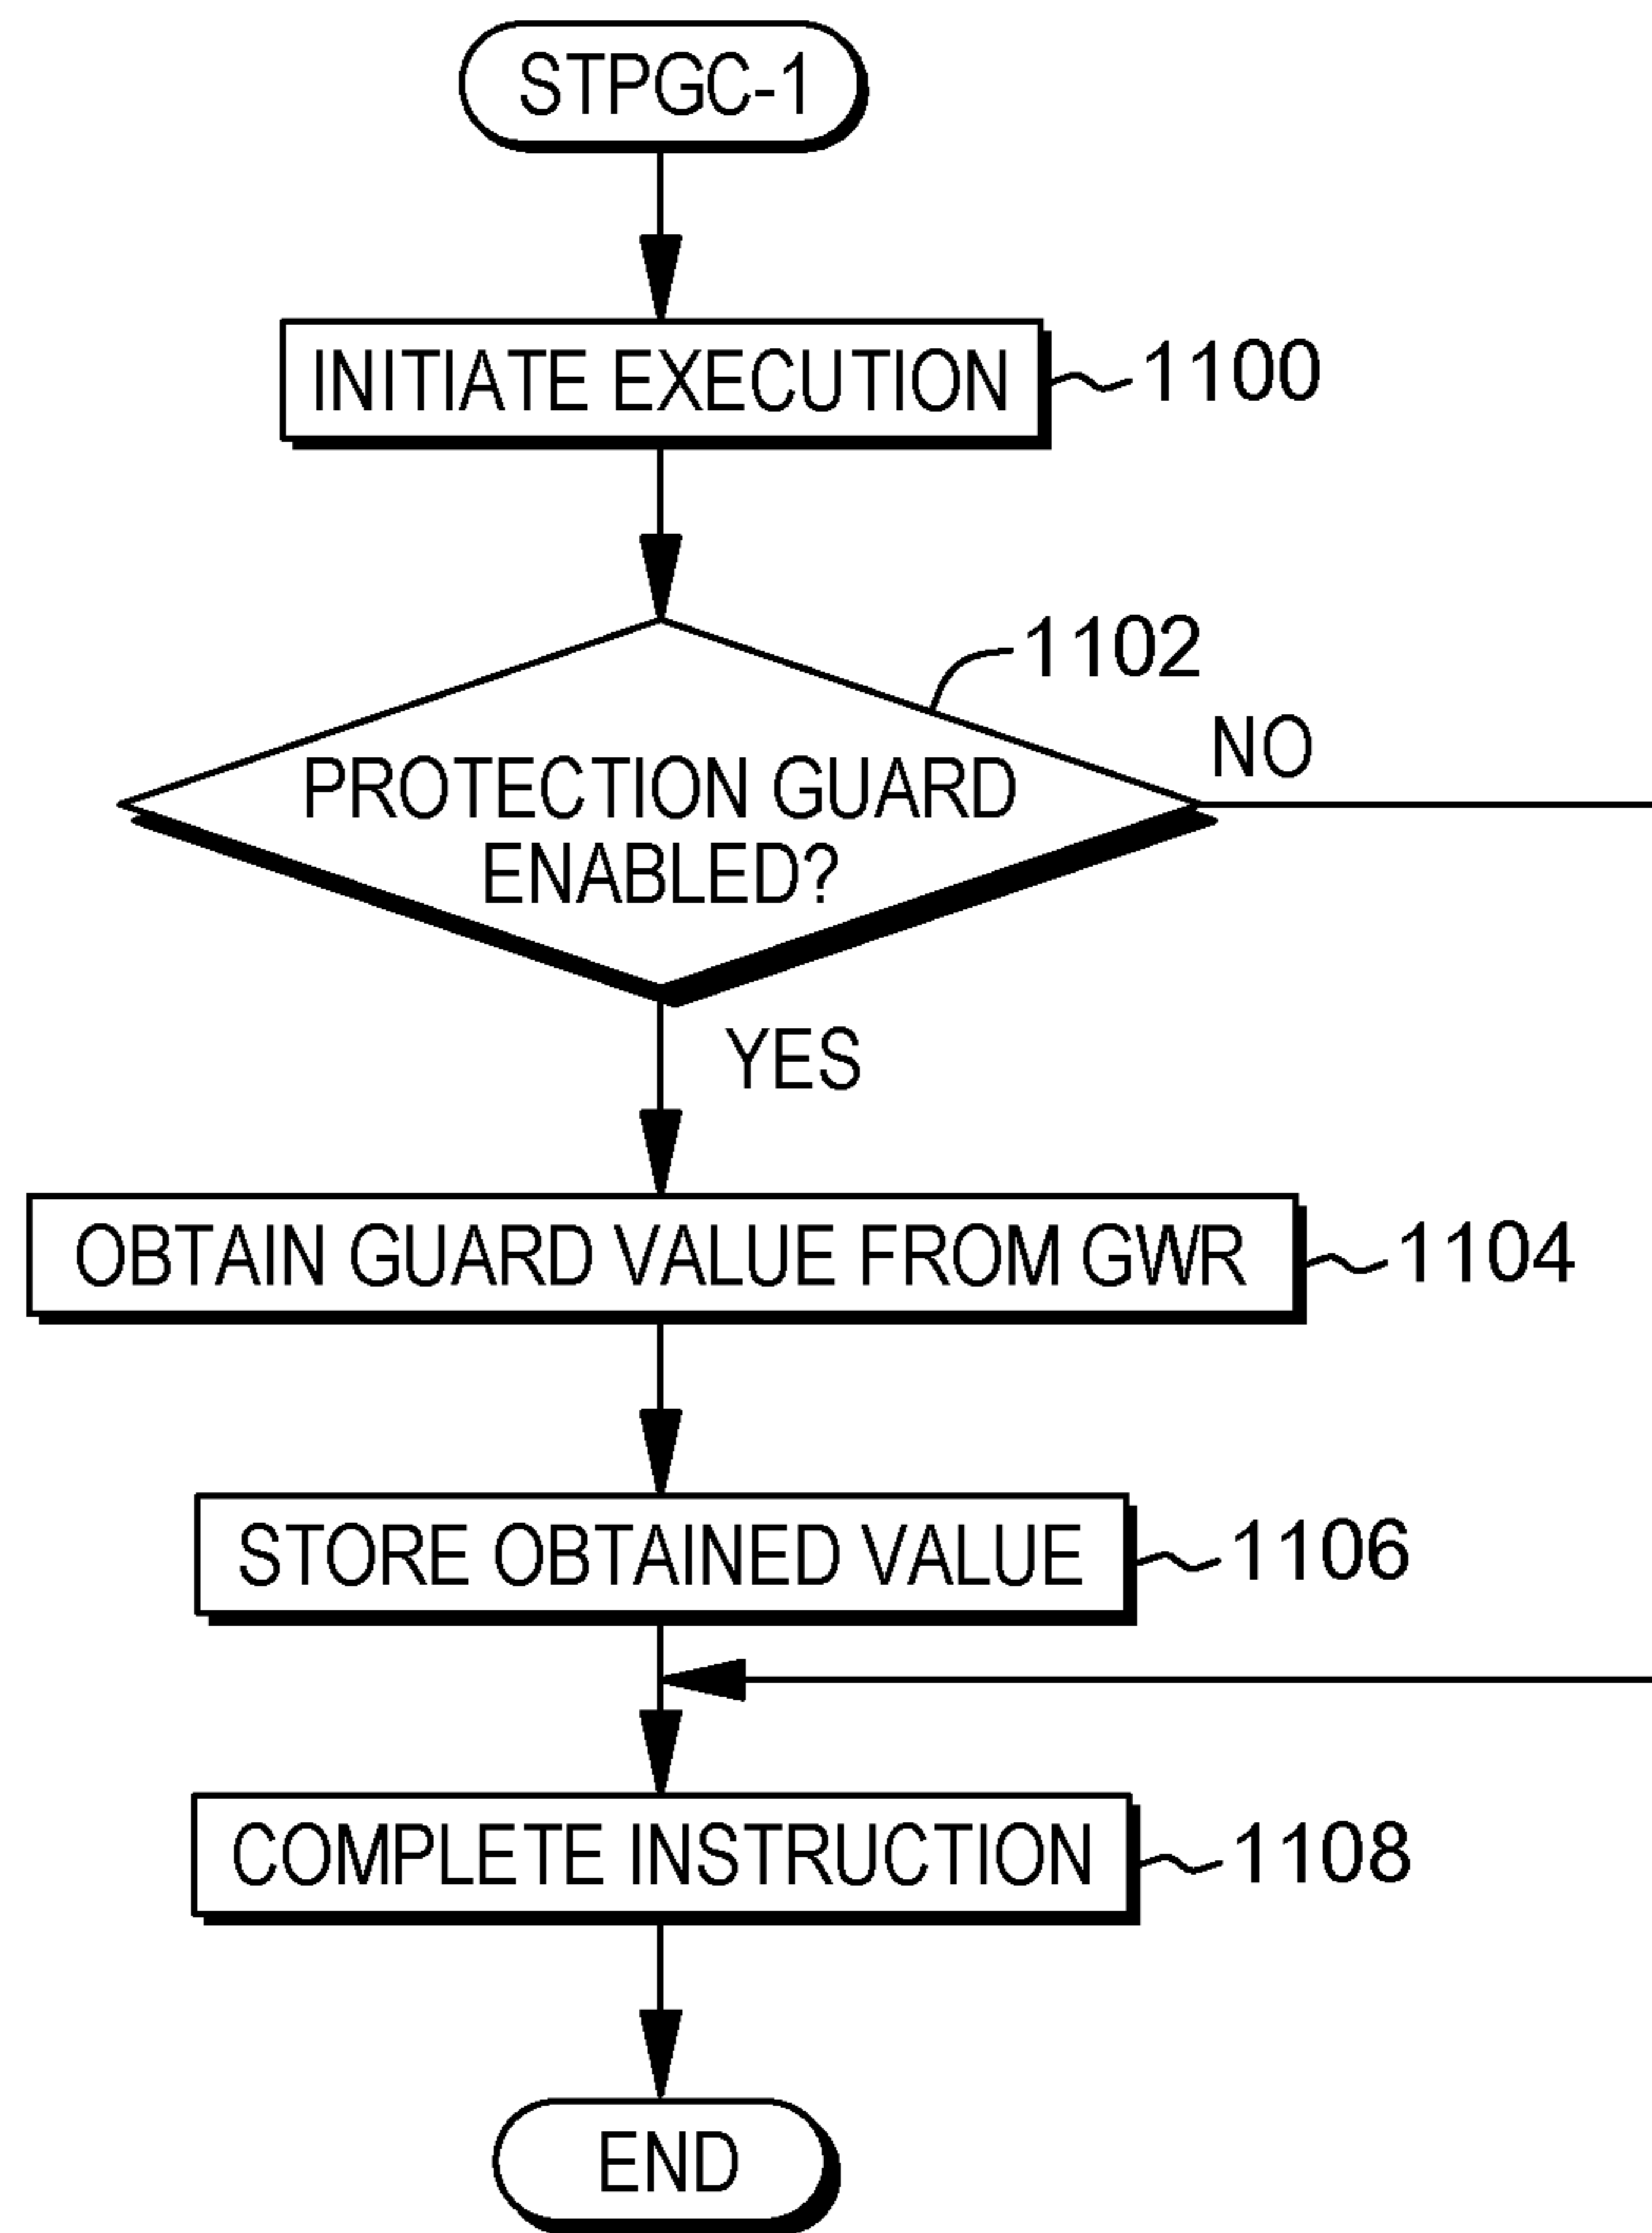 STPGC-1
INITIATE EXECUTION
1100
1102
PROTECTION GUARD
ENABLED?
NO
YES
OBTAIN GUARD VALUE FROM GWR
1104
STORE OBTAINED VALUE
1106
COMPLETE INSTRUCTION
1108
END